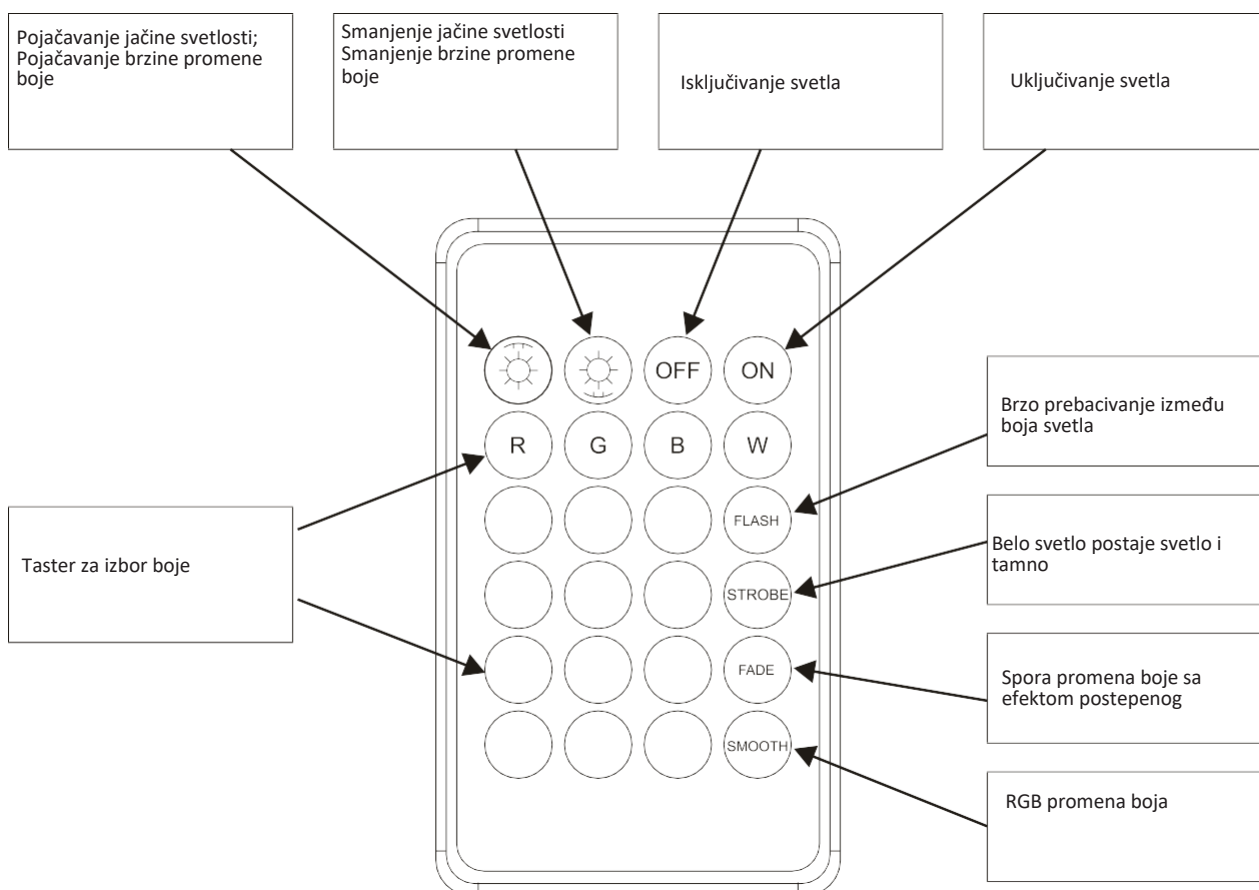 Pojačavanje jačine svetlosti;
Pojačavanje brzine promene
boje
Smanjenje jačine svetlosti
Smanjenje brzine promene
boje
Isključivanje svetla
Uključivanje svetla
OFF
ON
R
G
B
W
Brzo prebacivanje između
boja svetla
FLASH
Taster za izbor boje
Belo svetlo postaje svetlo i
tamno
STROBE
FADE
Spora promena boje sa
efektom postepenog
SMOOTH
RGB promena boja